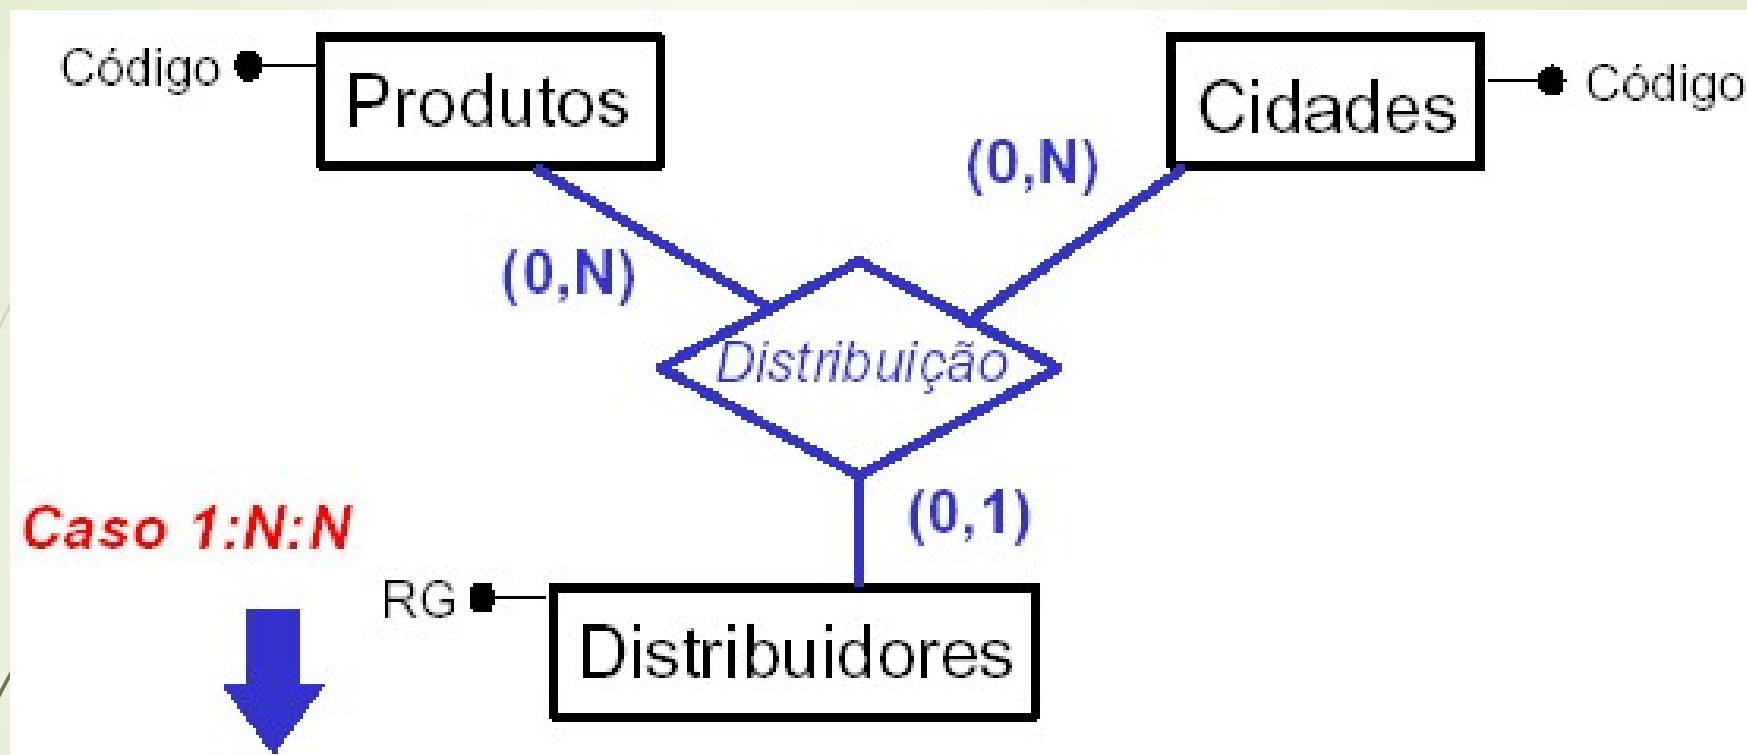 Código
Produtos
Cidades
Código
(0,N)
(0,N)
Distribuição
(0,1)
Caso 1:N:N
RG
Distribuidores